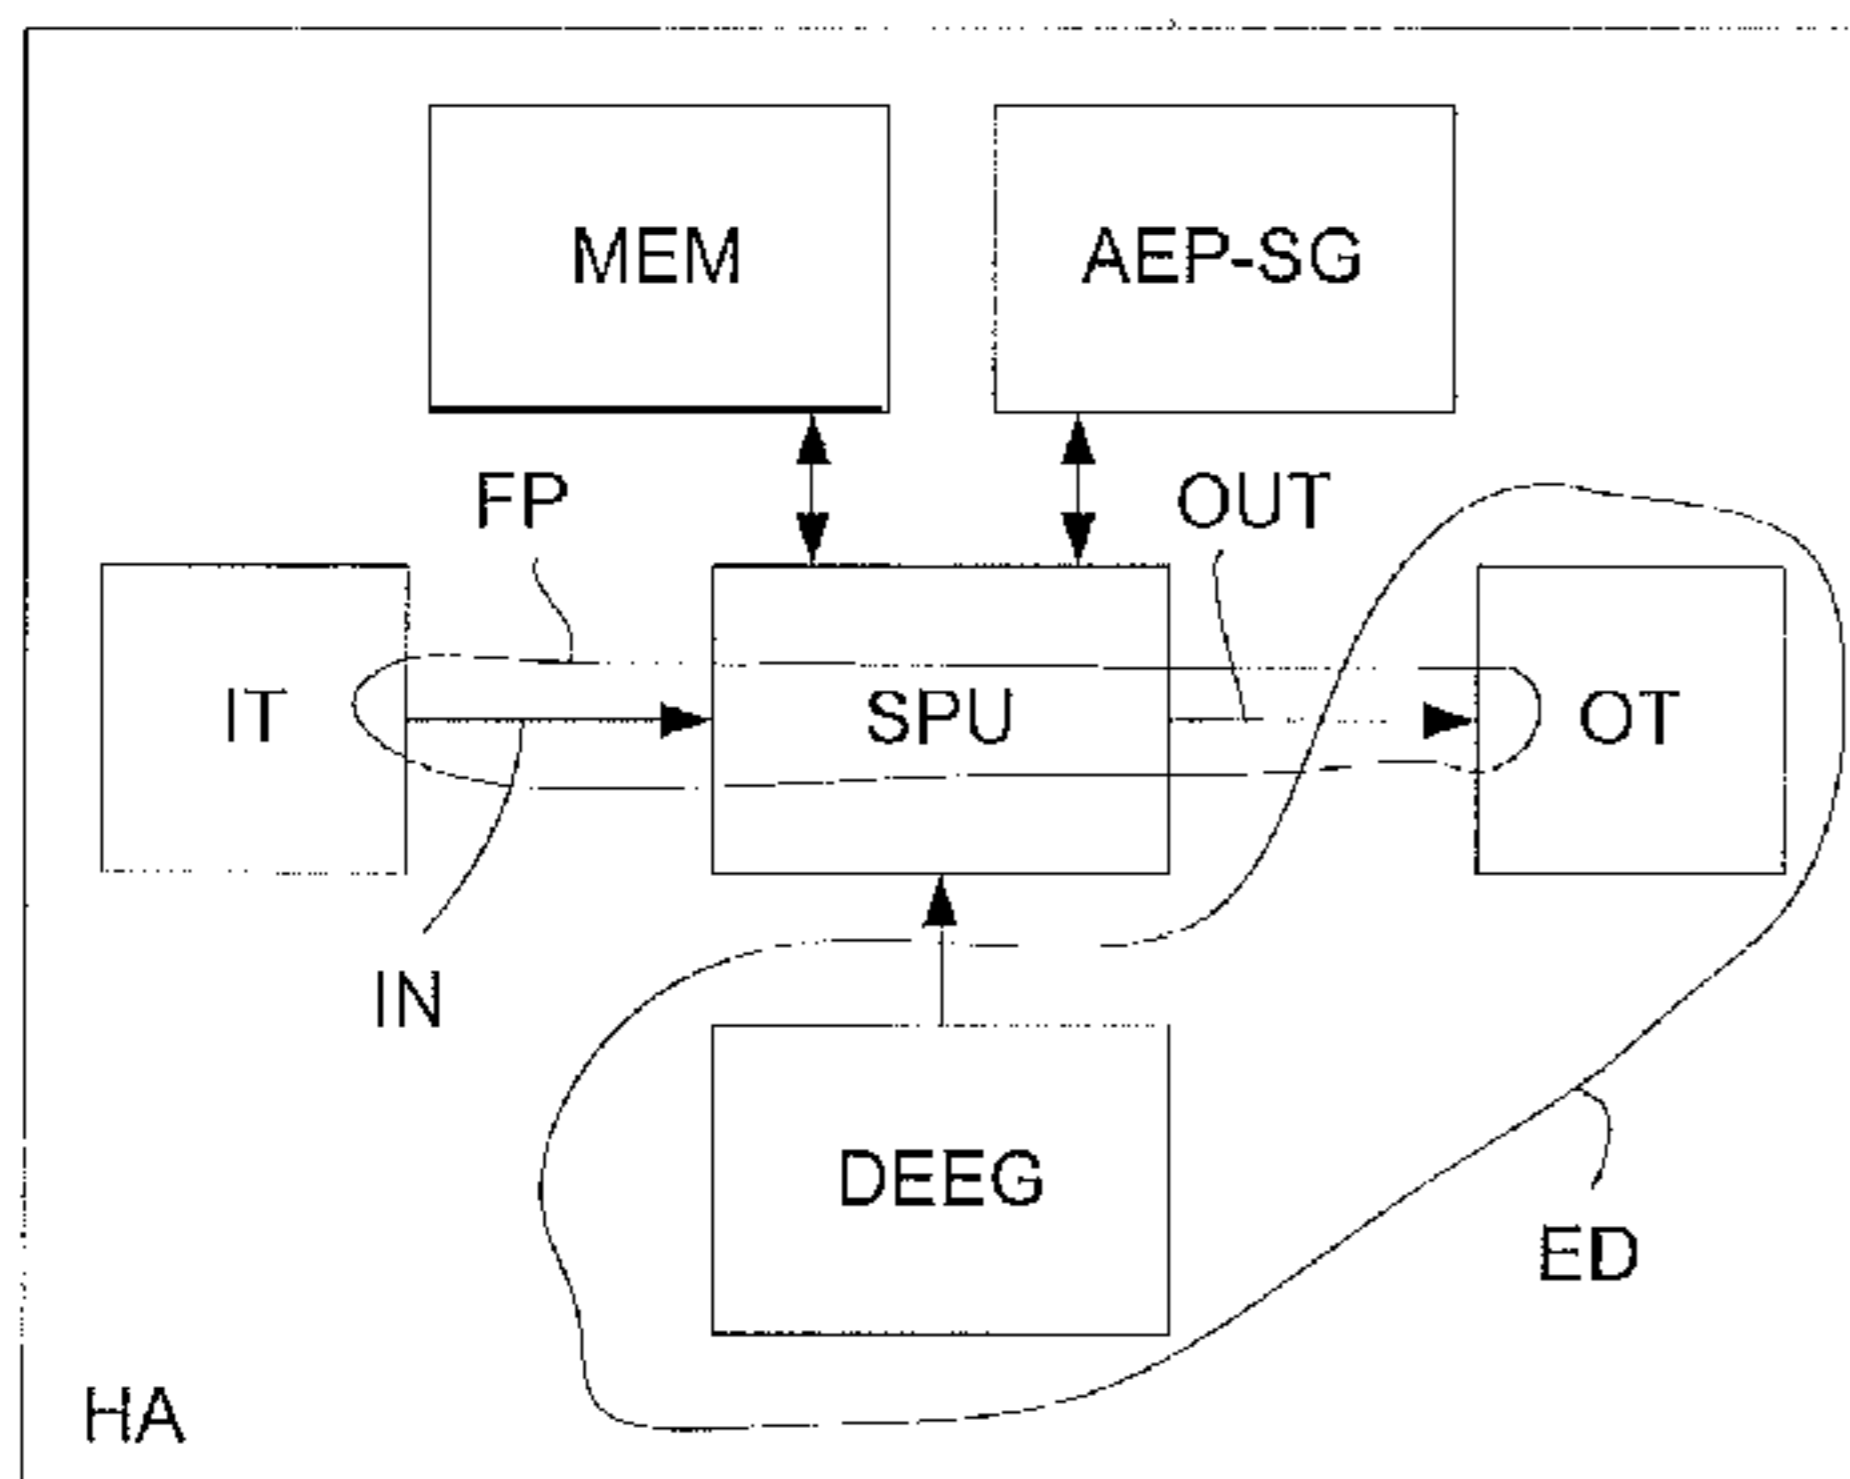 MEM
AEP-SG
FP
OUT
IT
SPU
OT
IN
DEEG
ED
HA